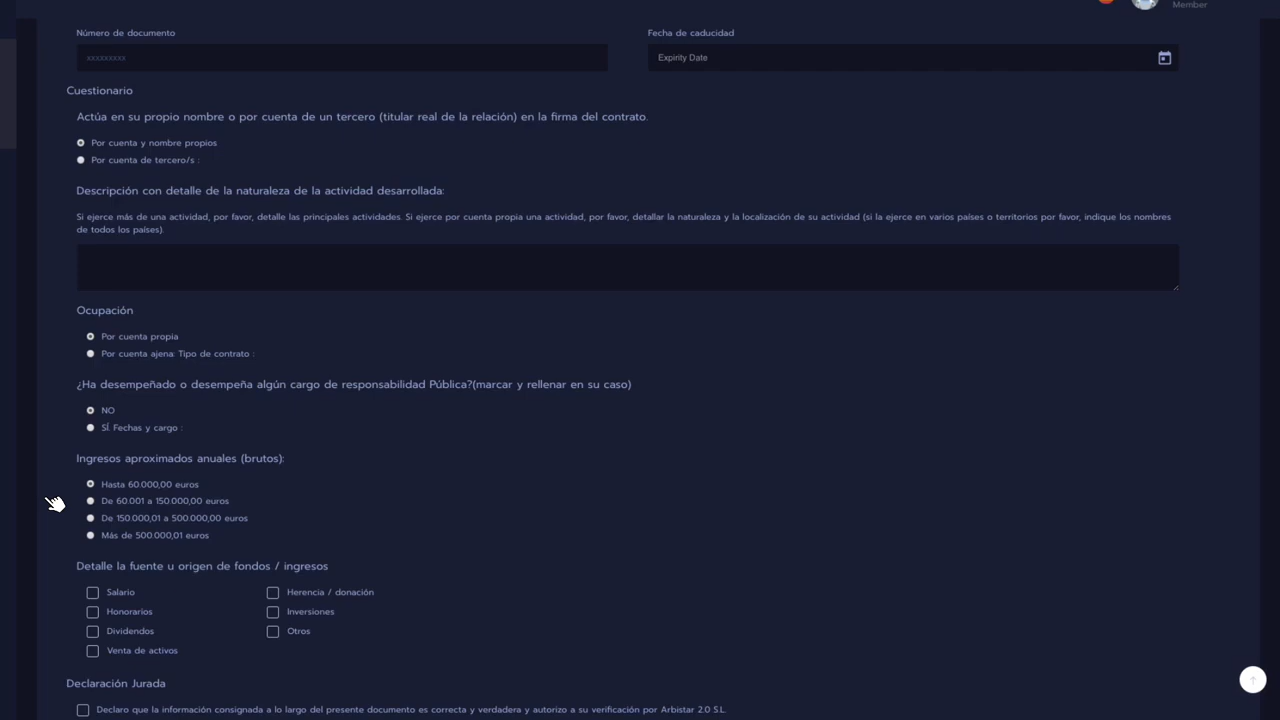 Member
Número de documento
Fecha de caducidad
xxxxxxxxx
Expirity Date
Cuestionario
Actúa en su propio nombre o por cuenta de un tercero (titular real de la relación) en la firma del contrato.
Por cuenta y nombre propios
Por cuenta de tercero/s :
Descripción con detalle de la naturaleza de la actividad desarrollada:
Si ejerce más de una actividad, por favor, detalle las principales actividades. Si ejerce por cuenta propia una actividad, por favor, detallar la naturaleza y la localización de su actividad (si la ejerce en varios países o territorios por favor, indique los nombres
de todos los países).
Ocupación
Por cuenta propia
Por cuenta ajena: Tipo de contrato :
¿Ha desempeñado o desempeña algún cargo de responsabilidad Pública?(marcar y rellenar en su caso)
NO
SÍ. Fechas y cargo :
Ingresos aproximados anuales (brutos):
Hasta 60.000,00 euros
De 60.001 a 150.000,00 euros
De 150.000,01 a 500.000,00 euros
Más de 500.000,01 euros
Detalle la fuente u origen de fondos / ingresos
Salario
Herencia / donación
Honorarios
Inversiones
Dividendos
Otros
Venta de activos
Declaración Jurada
Declaro que la información consignada a lo largo del presente documento es correcta y verdadera y autorizo a su verificación por Arbistar 2.0 S.L.